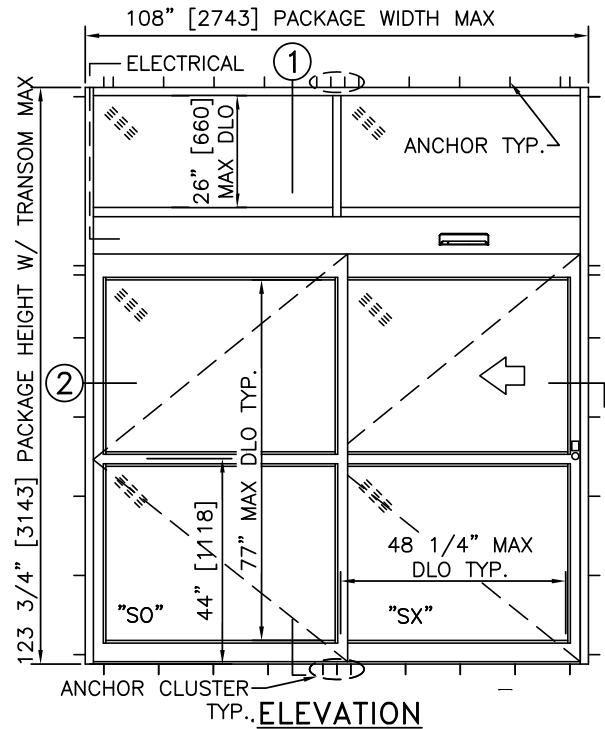 108" [2743] PACKAGE WIDTH MAX
ELECTRICAL
1
26" [660]
MAX DLO
ANCHOR TYP.
123 3/4" [3143] PACKAGE HEIGHT W/ TRANSOM MAX
2
77" MAX DLO TYP.
44" [1118]
48 1/4" MAX
DLO TYP.
"SO"
"SX"
ANCHOR CLUSTER
TYP.
ELEVATION